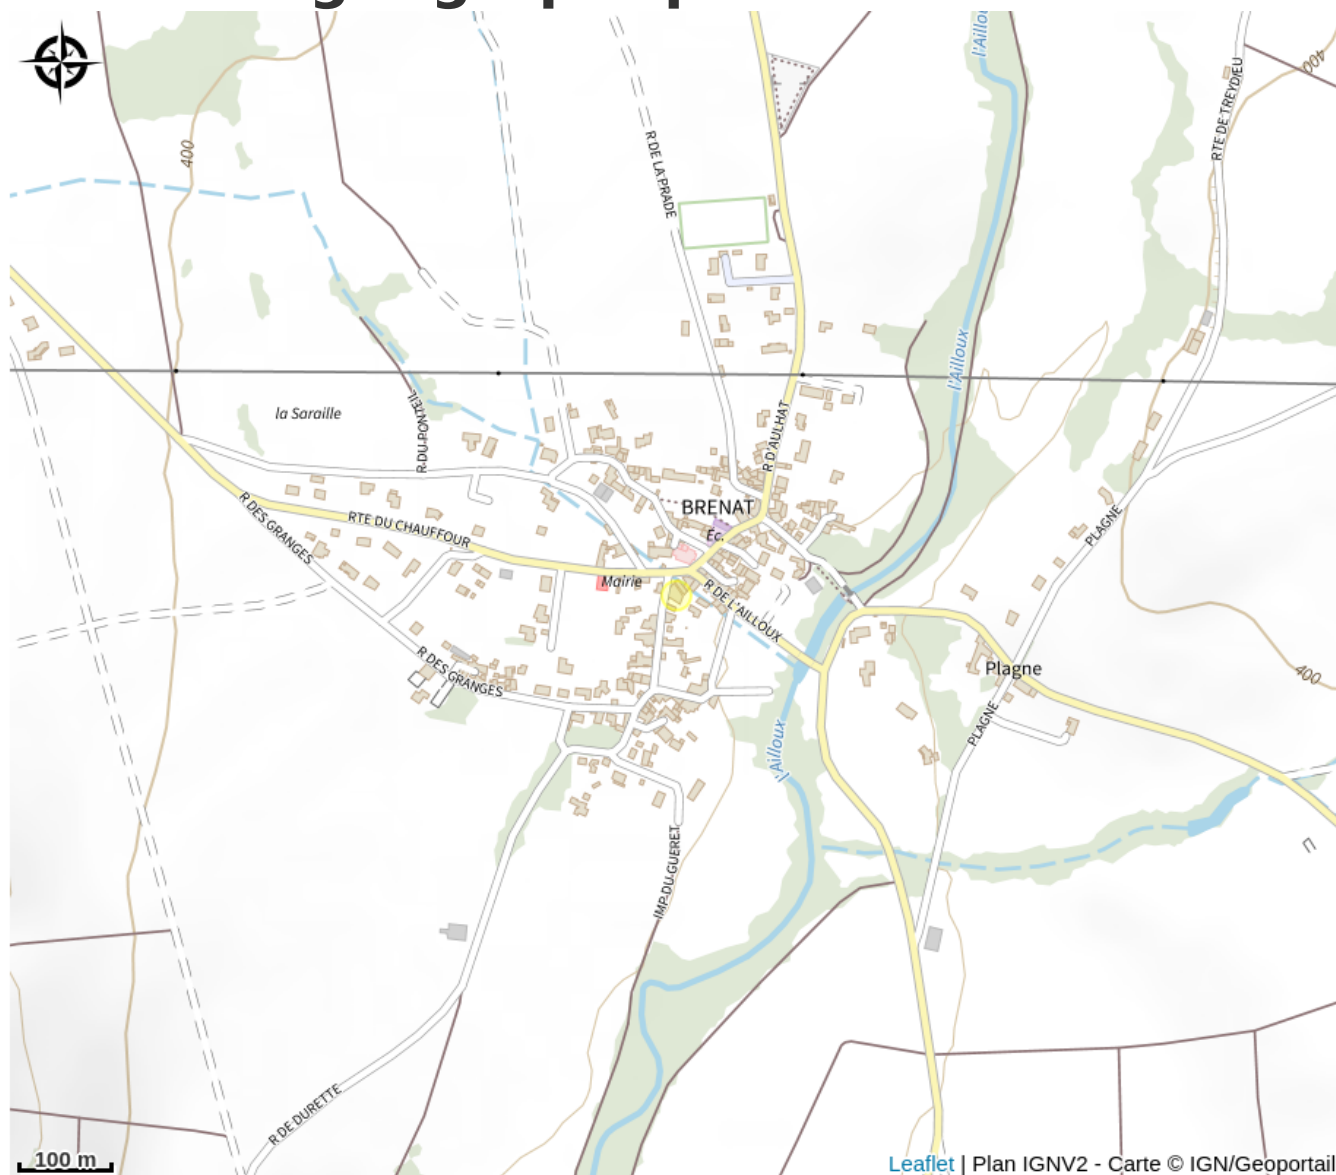 l'Aillou
400
RTE DE TREYDIEU
400
R DE LA PRADE
l'Ailloux
la Saraille
R DU PONTEIL
R D'AULHAT
R DES GRANGES
RTE DU CHAUFFOUR
BRENAT
Ec.
PLAGNE
Mairie
R DE L'AILLOUX
R DES GRANGES
Plagne
400
PLAGNE
l'Ailloux
IMP DU GUERET
R DE DURETTE
100 m
Leaflet | Plan IGNV2 - Carte © IGN/Geoportail